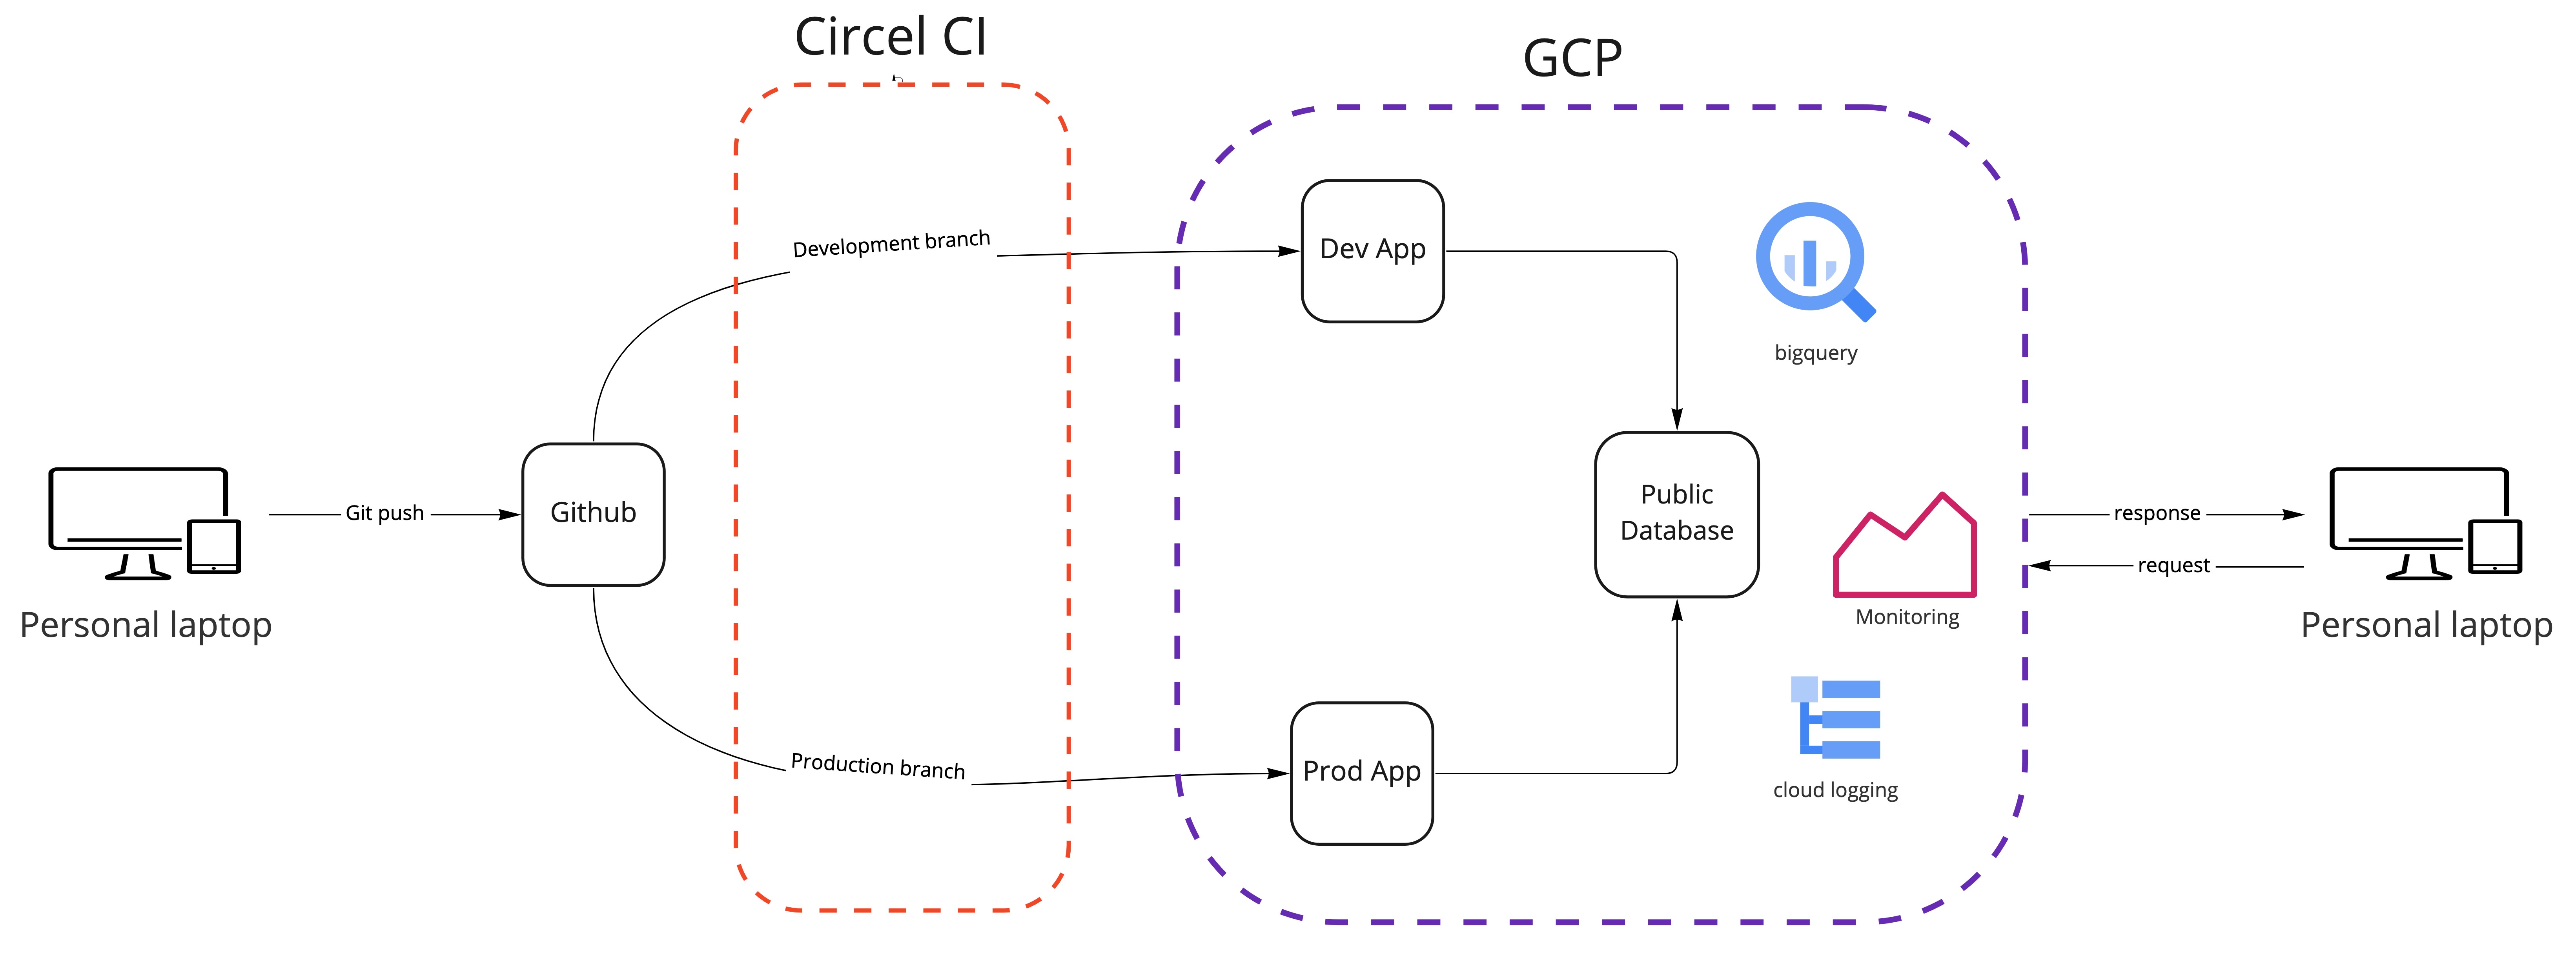 Circel CI
GCP
Development branch
Dev App
bigquery
Git push
Github
Public
Database
response
request
Monitoring
Personal laptop
Personal laptop
Production branch
Prod App
cloud logging